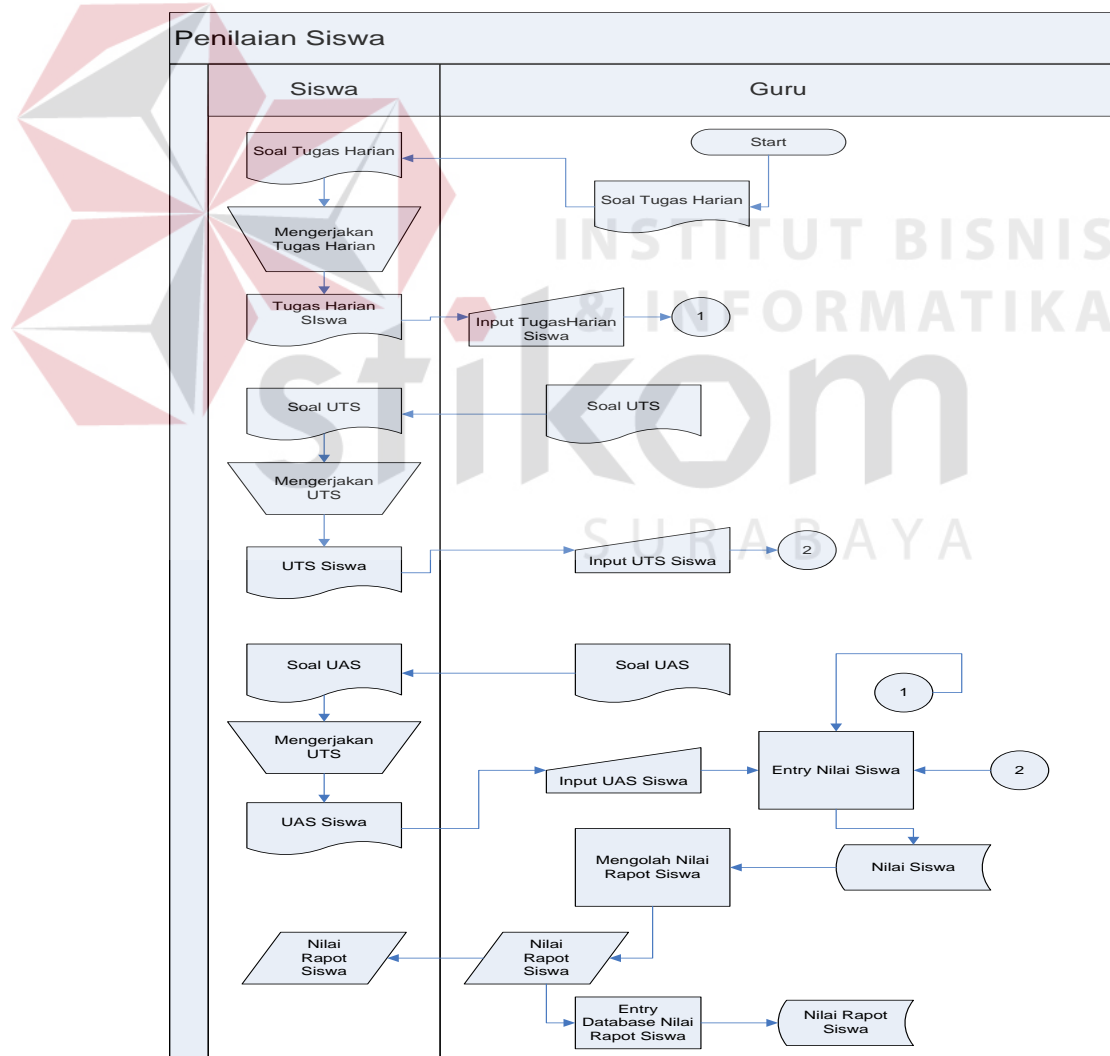 Penilaian Siswa
Siswa
Guru
Start
Soal Tugas Harian
Soal Tugas Harian
Mengerjakan
Tugas Harian
Tugas Harian
SIswa
Input TugasHarian
Siswa
1
INSTITUT BISNIS
& INFORMATIKA
stikom
SURABAYA
Soal UTS
Soal UTS
Mengerjakan
UTS
UTS Siswa
Input UTS Siswa
2
Soal UAS
Soal UAS
1
Mengerjakan
UTS
Input UAS Siswa
Entry Nilai Siswa
2
UAS Siswa
Mengolah Nilai
Rapot Siswa
Nilai Siswa
Nilai
Rapot
Siswa
Nilai
Rapot
Siswa
Entry
Database Nilai
Rapot Siswa
Nilai Rapot
Siswa